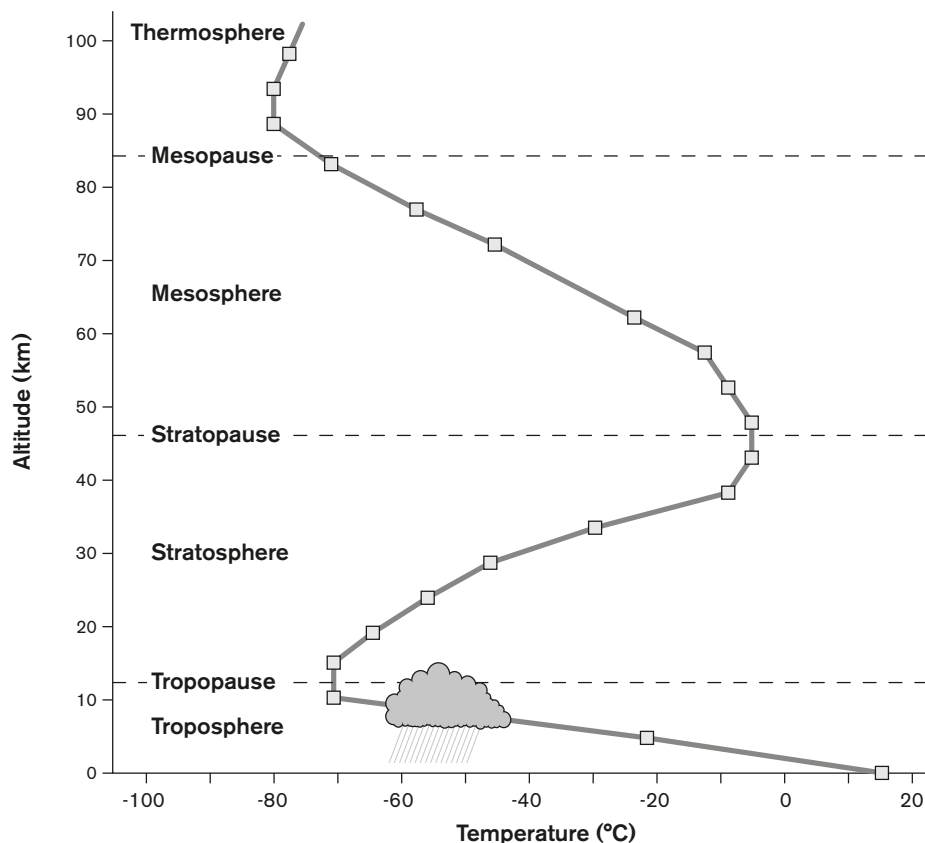 Thermosphere
100
90
Mesopause
80
70
Mesosphere
60
50
Stratopause
40
Stratosphere
30
20
Tropopause
10
Troposphere
0
Altitude (km)
-100 -80 -60 -40 -20 0 20
Temperature (°C)